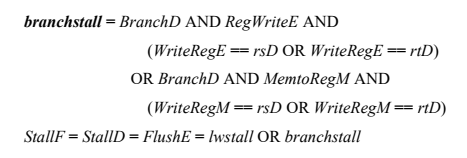 branchstall = BranchD AND RegWriteE AND
(WriteRegE == rsD OR WriteRegE == rtD)
OR BranchD AND MemtoRegM AND
(WriteRegM == rsD OR WriteRegM == rtD)
StallF = StallD = FlushE = lwstall OR branchstall